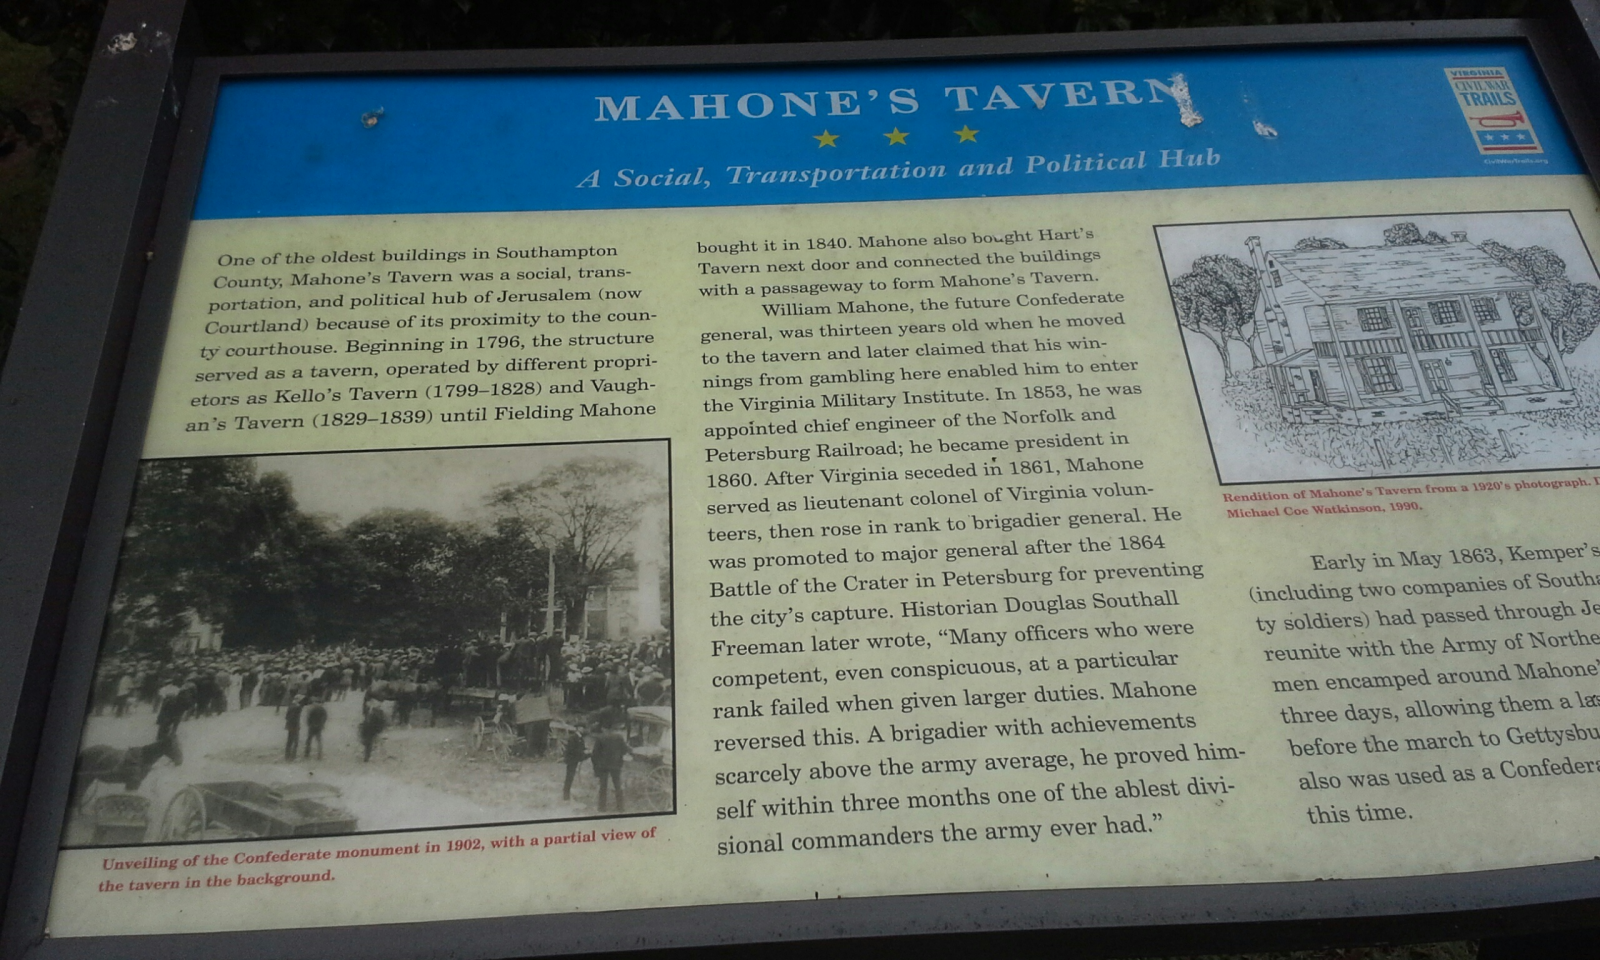 MAHONE'S TAVERN
A Social, Transportation and Political Hub
VIRGINIA
CIVIL WAR
TRAILS
CivilWarTrails.org
One of the oldest buildings in Southampton
County, Mahone's Tavern was a social, trans-
portation, and political hub of Jerusalem (now
Courtland) because of its proximity to the coun-
ty courthouse. Beginning in 1796, the structure
served as a tavern, operated by different propri-
etors as Kello's Tavern (1799–1828) and Vaugh-
an's Tavern (1829–1839) until Fielding Mahone
Unveiling of the Confederate monument in 1902, with a partial view of
the tavern in the background.
bought it in 1840. Mahone also bought Hart's
Tavern next door and connected the buildings
with a passageway to form Mahone's Tavern.
William Mahone, the future Confederate
general, was thirteen years old when he moved
to the tavern and later claimed that his win-
nings from gambling here enabled him to enter
the Virginia Military Institute. In 1853, he was
appointed chief engineer of the Norfolk and
Petersburg Railroad; he became president in
1860. After Virginia seceded in 1861, Mahone
served as lieutenant colonel of Virginia volun-
teers, then rose in rank to brigadier general. He
was promoted to major general after the 1864
Battle of the Crater in Petersburg for preventing
the city's capture. Historian Douglas Southall
Freeman later wrote, “Many officers who were
competent, even conspicuous, at a particular
rank failed when given larger duties. Mahone
reversed this. A brigadier with achievements
scarcely above the army average, he proved him-
self within three months one of the ablest divi-
sional commanders the army ever had.”
Rendition of Mahone's Tavern from a 1920's photograph.
Michael Coe Watkinson, 1990.
Early in May 1863, Kemper's
(including two companies of
ty soldiers) had passed through
reunite with the Army of
men encamped around Mahone'
three days, allowing them a
before the march to
also was used as a
this time.